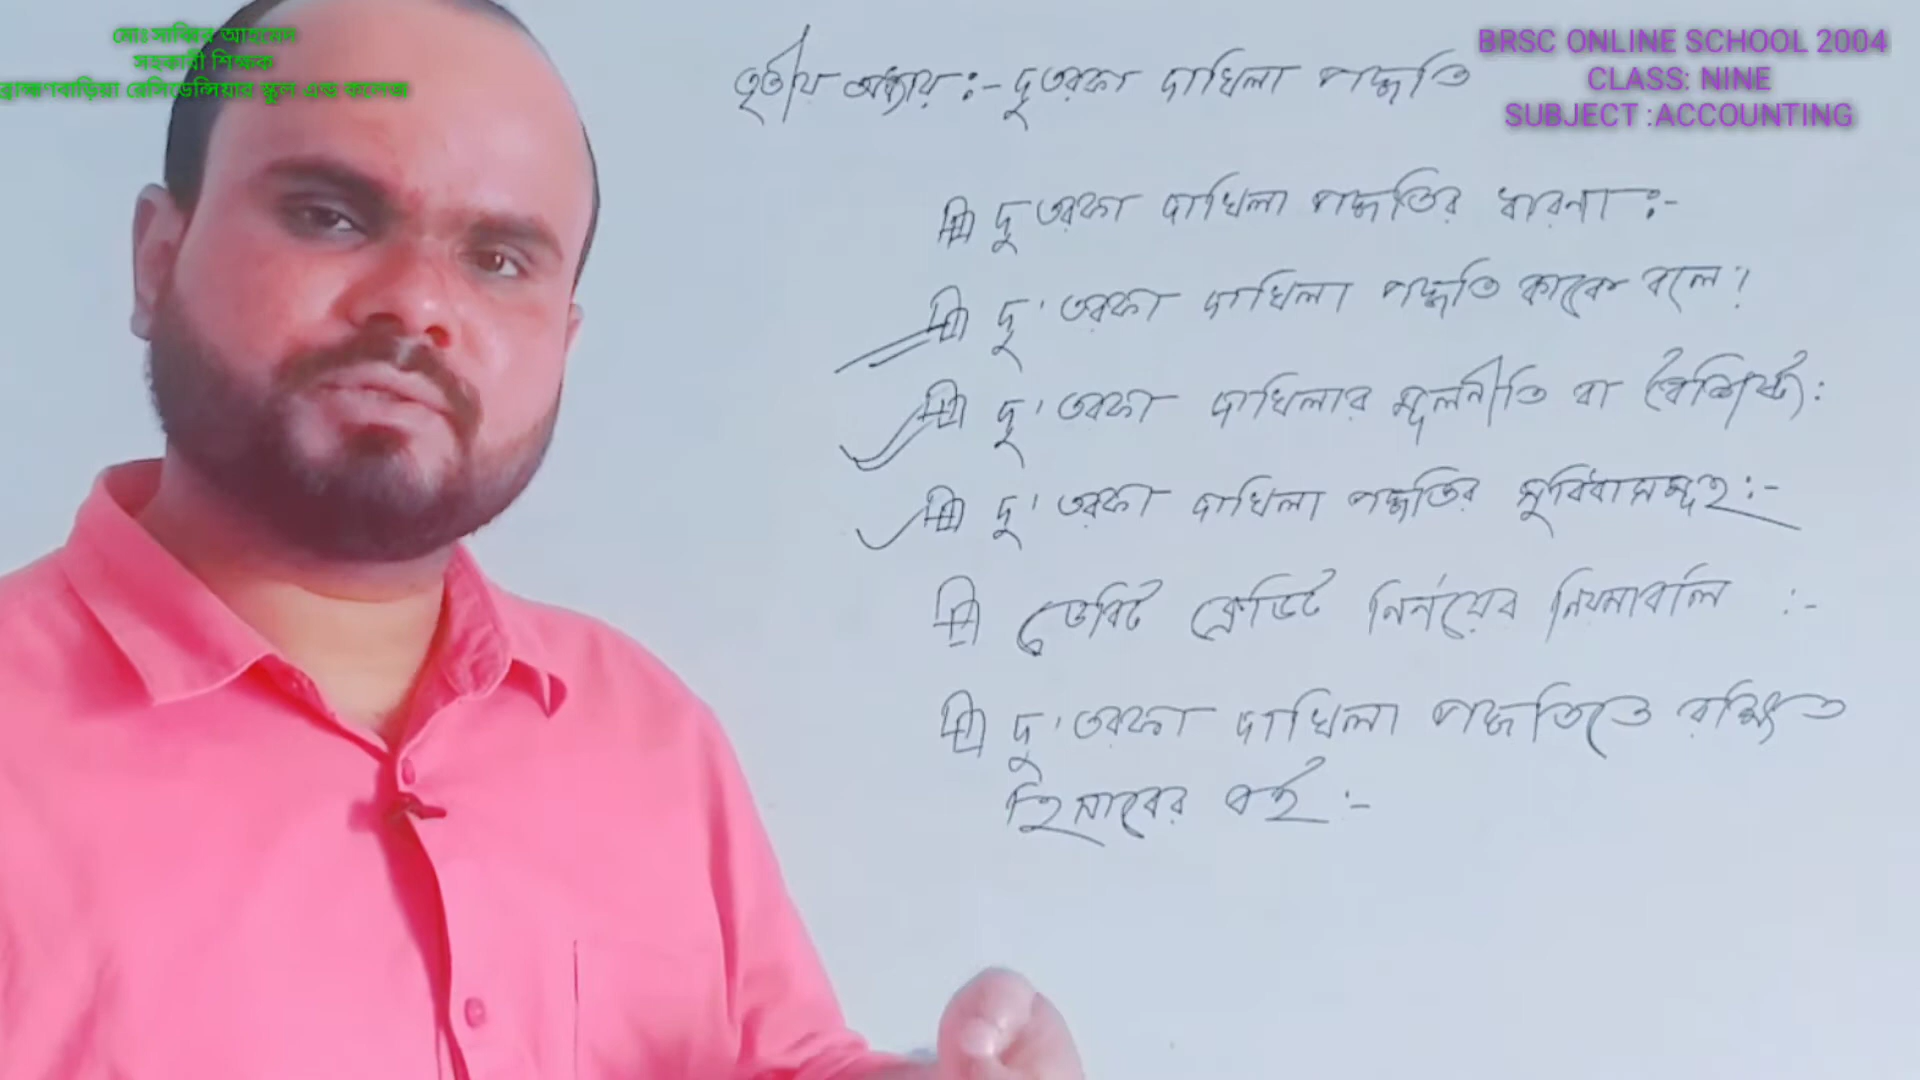 মোঃ সাব্বির আহমেদ
সহকারী শিক্ষক
ব্রাহ্মণবাড়িয়া রেসিডেন্সিয়াল স্কুল এন্ড কলেজ
BRSC ONLINE SCHOOL 2004
CLASS: NINE
SUBJECT :ACCOUNTING
তৃতীয় অধ্যায় :- দুতরফা দাখিলা পদ্ধতি
দুতরফা দাখিলা পদ্ধতির ধারনা :-
দু'তরফা দাখিলা পদ্ধতি কাকে বলে?
দু'তরফা দাখিলার মূলনীতি বা বৈশিষ্ট্য:
দু'তরফা দাখিলা পদ্ধতির সুবিধাসমূহ :-
ডেবিট ক্রেডিট নির্নয়ের নিয়মাবলি :-
দু'তরফা দাখিলা পদ্ধতিতে রক্ষিত
হিসাবের বই :-